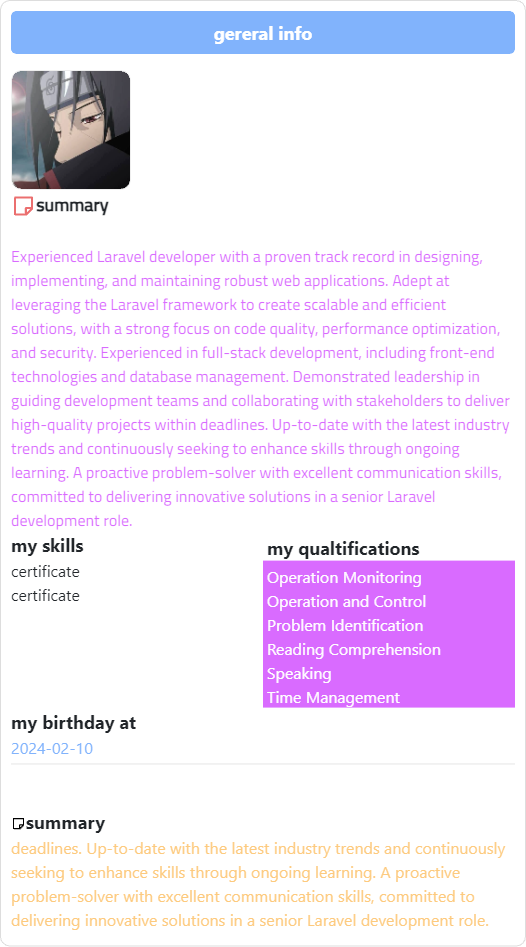 gereral info
summary
Experienced Laravel developer with a proven track record in designing,
implementing, and maintaining robust web applications. Adept at
leveraging the Laravel framework to create scalable and efficient
solutions, with a strong focus on code quality, performance optimization,
and security. Experienced in full-stack development, including front-end
technologies and database management. Demonstrated leadership in
guiding development teams and collaborating with stakeholders to deliver
high-quality projects within deadlines. Up-to-date with the latest industry
trends and continuously seeking to enhance skills through ongoing
learning. A proactive problem-solver with excellent communication skills,
committed to delivering innovative solutions in a senior Laravel
development role.
my skills
certificate
certificate
my qualtifications
Operation Monitoring
Operation and Control
Problem Identification
Reading Comprehension
Speaking
Time Management
my birthday at
2024-02-10
summary
deadlines. Up-to-date with the latest industry trends and continuously
seeking to enhance skills through ongoing learning. A proactive
problem-solver with excellent communication skills, committed to
delivering innovative solutions in a senior Laravel development role.